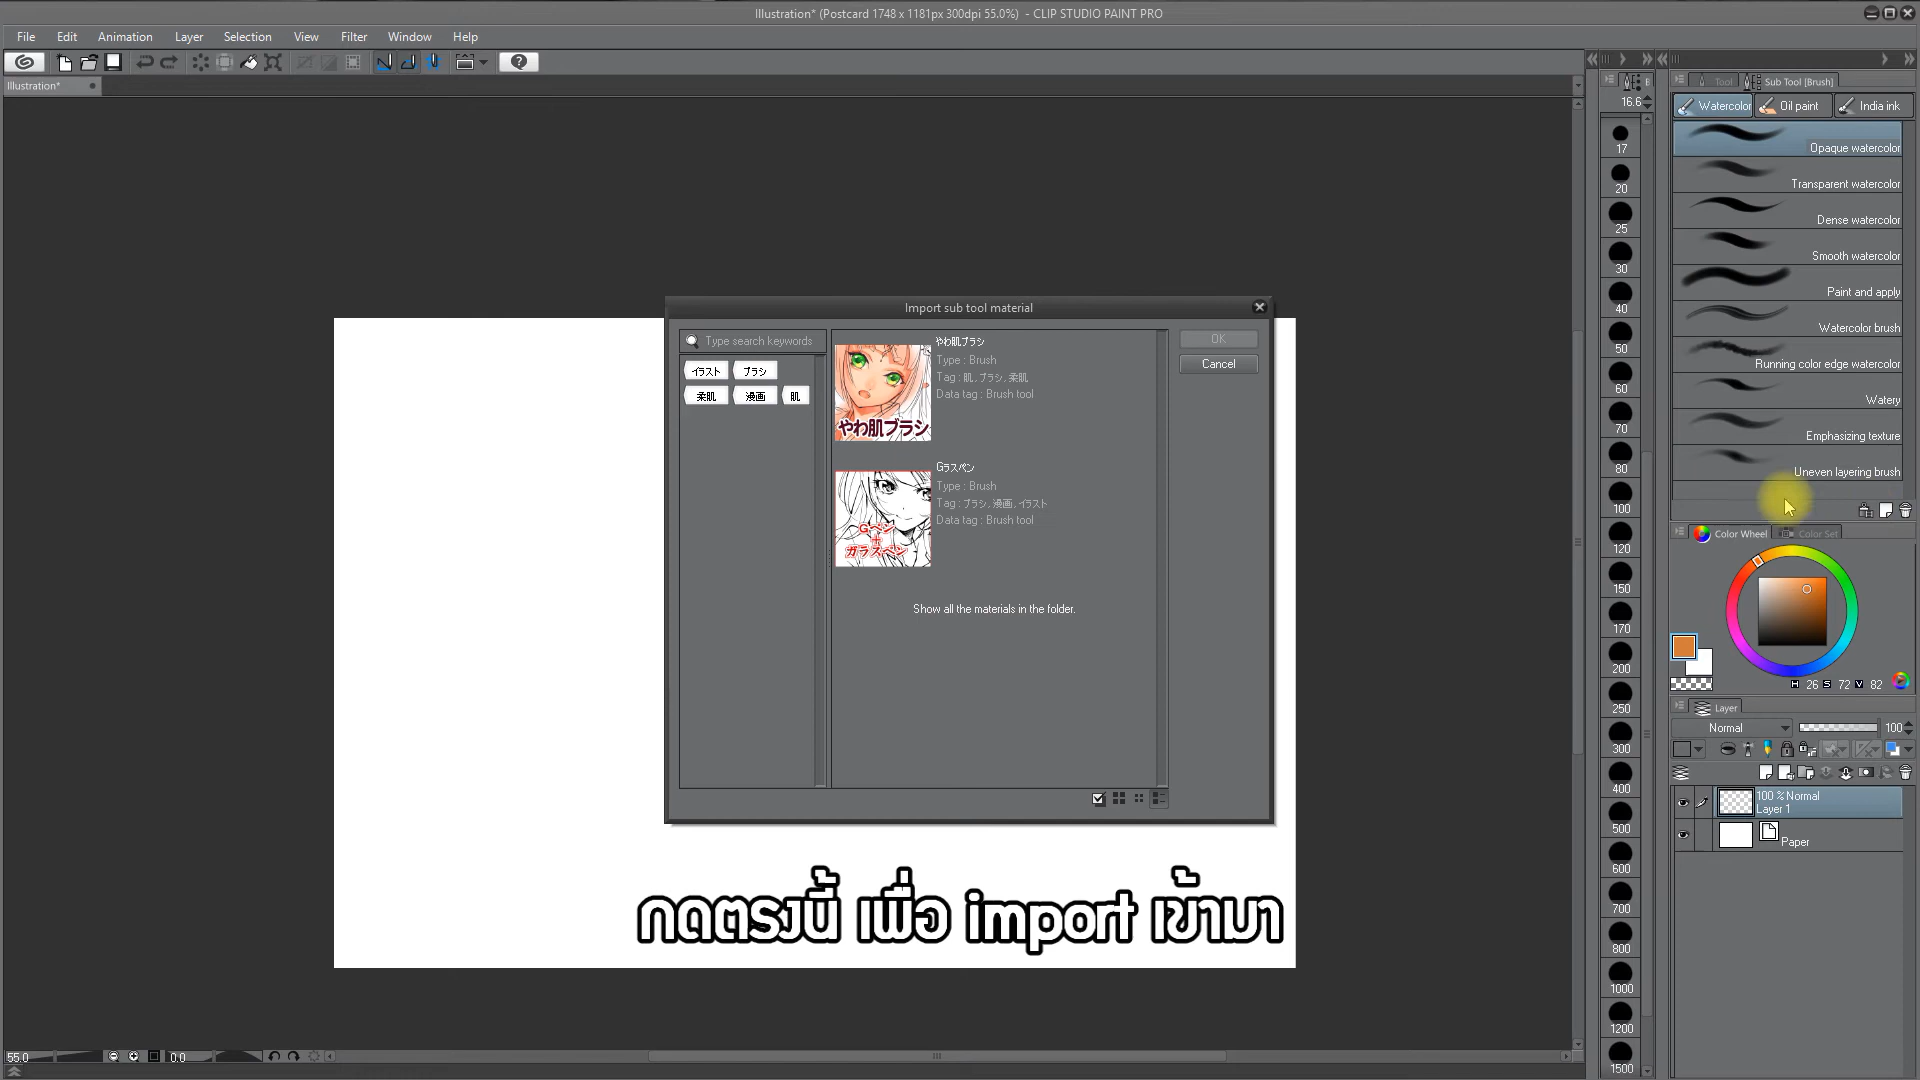 Illustration* (Postcard 1748 x 1181px 300dpi 55.0%) - CLIP STUDIO PAINT PRO
File Edit Animation Layer Selection View Filter Window Help
Illustration*
Tool Sub Tool [Brush]
16.6
Watercolor Oil paint India ink
Opaque watercolor
Transparent watercolor
Dense watercolor
Smooth watercolor
Paint and apply
Watercolor brush
Running color edge watercolor
Watery
Emphasizing texture
Uneven layering brush
17
20
25
30
40
50
60
70
80
100
120
150
170
200
250
300
400
500
600
700
800
1000
1200
1500
Import sub tool material
Type search keywords
イラスト ブラシ
柔肌 漫画 肌
やわ肌ブラシ
やわ肌ブラシ
Type : Brush
Tag : 肌, ブラシ, 柔肌
Data tag : Brush tool
Gペン
+
ガラスペン
Gラスペン
Type : Brush
Tag : ブラシ, 漫画, イラスト
Data tag : Brush tool
Show all the materials in the folder.
OK
Cancel
Color Wheel Color Set
H 26 S 72 V 82
Layer
Normal 100
100 % Normal
Layer 1
Paper
กดตรงนี้ เพื่อ import เข้ามา
55.0 0.0